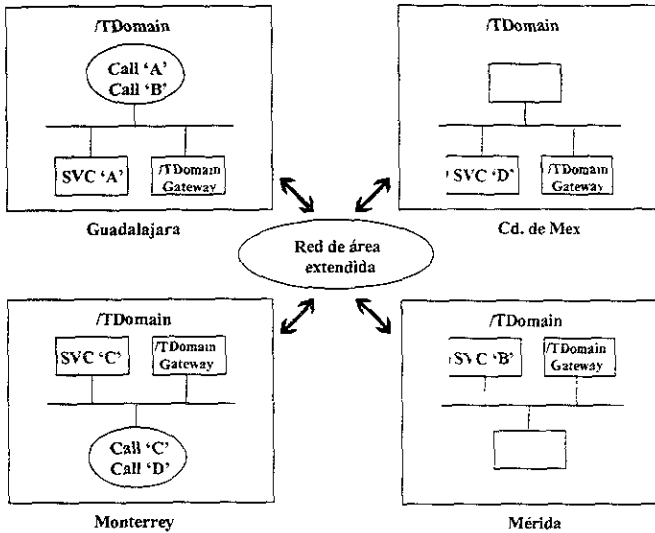 /TDomain
Call ‘A’
Call ‘B’
SVC ‘A’
/TDomain
Gateway
Guadalajara
/TDomain
SVC ‘D’
/TDomain
Gateway
Cd. de Mex
Red de área
extendida
/TDomain
SVC ‘C’
/TDomain
Gateway
Call ‘C’
Call ‘D’
Monterrey
/TDomain
SVC ‘B’
/TDomain
Gateway
Mérida